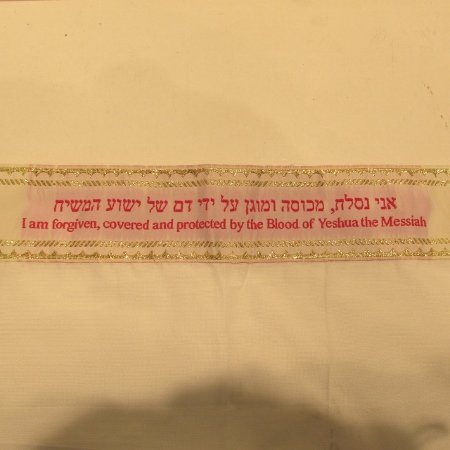 אני נסלח, מכוסה ומוגן על ידי דם של ישוע המשיח
I am forgiven, covered and protected by the Blood of Yeshua the Messiah